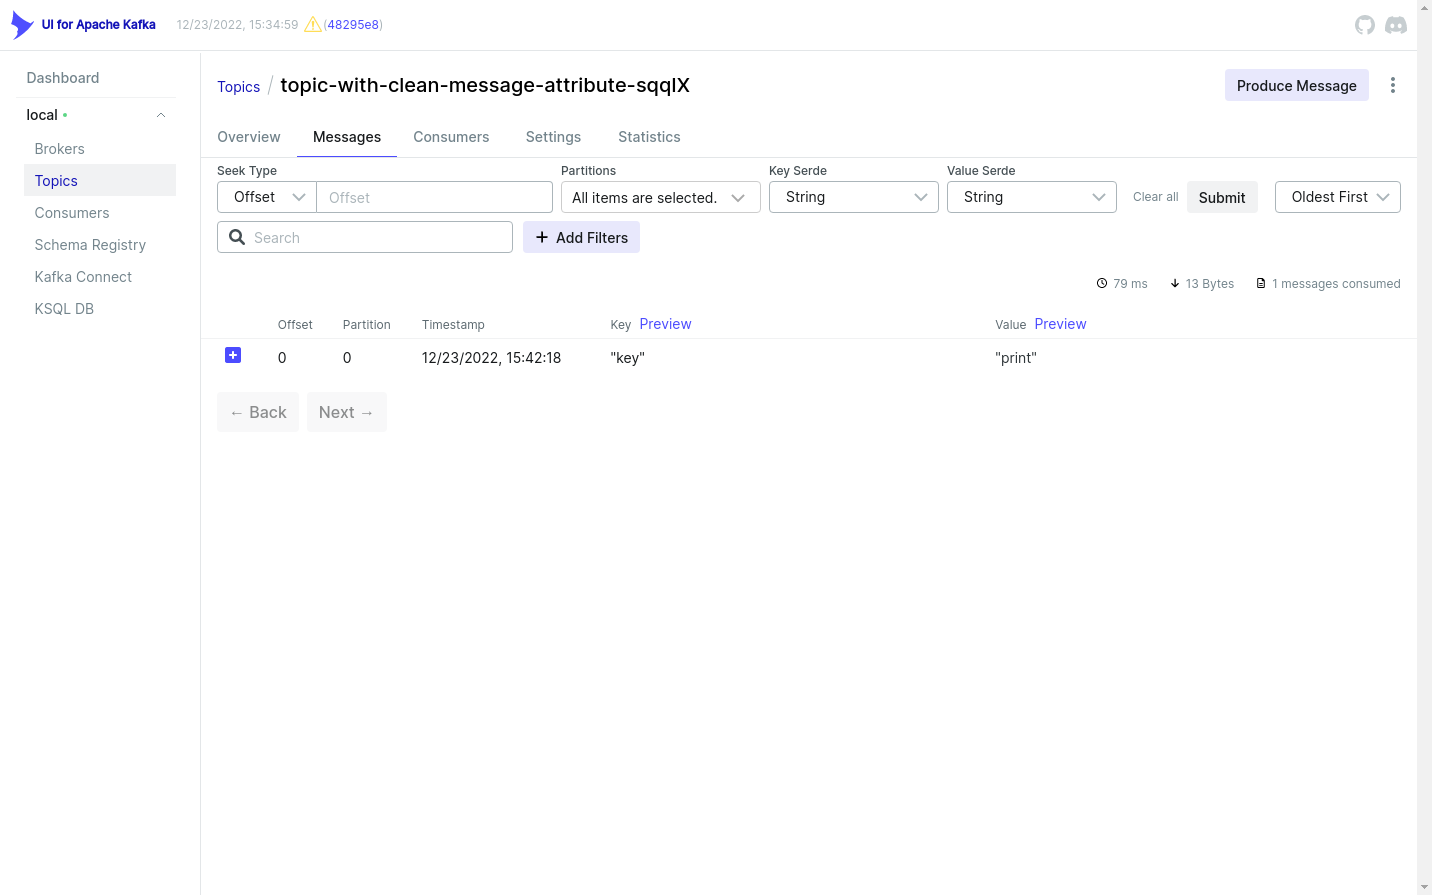 UI for Apache Kafka 12/23/2022, 15:34:59 (48295e8)
Dashboard
local
Brokers
Topics
Consumers
Schema Registry
Kafka Connect
KSQL DB
Topics / topic-with-clean-message-attribute-sqqIX
Produce Message
Overview Messages Consumers Settings Statistics
Seek Type Partitions Key Serde Value Serde
Offset Offset All items are selected. String String Clear all Submit Oldest First
Search + Add Filters
79 ms 13 Bytes 1 messages consumed
Offset Partition Timestamp Key Preview Value Preview
0 0 12/23/2022, 15:42:18 "key" "print"
← Back Next →